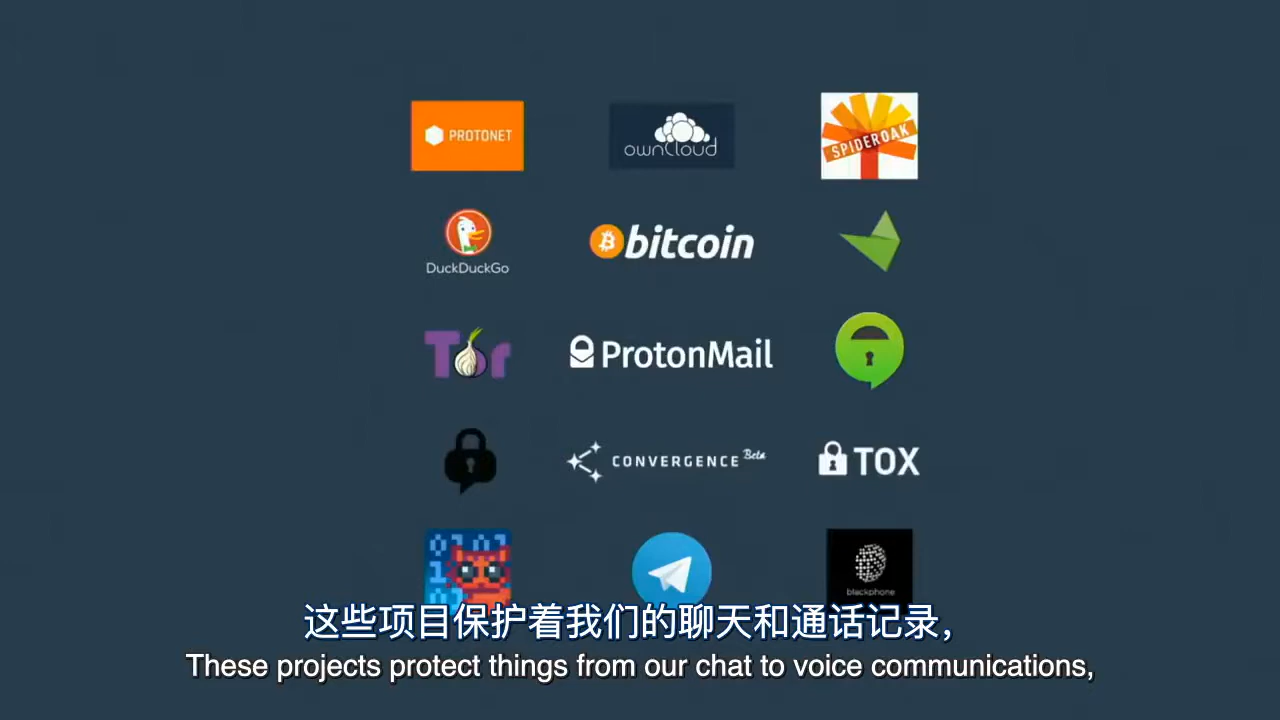 PROTONET
ownCloud
SPIDEROAK
DuckDuckGo
bitcoin
Tor
ProtonMail
CONVERGENCE Beta
TOX
0101
1
blackphone
这些项目保护着我们的聊天和通话记录，
These projects protect things from our chat to voice communications,